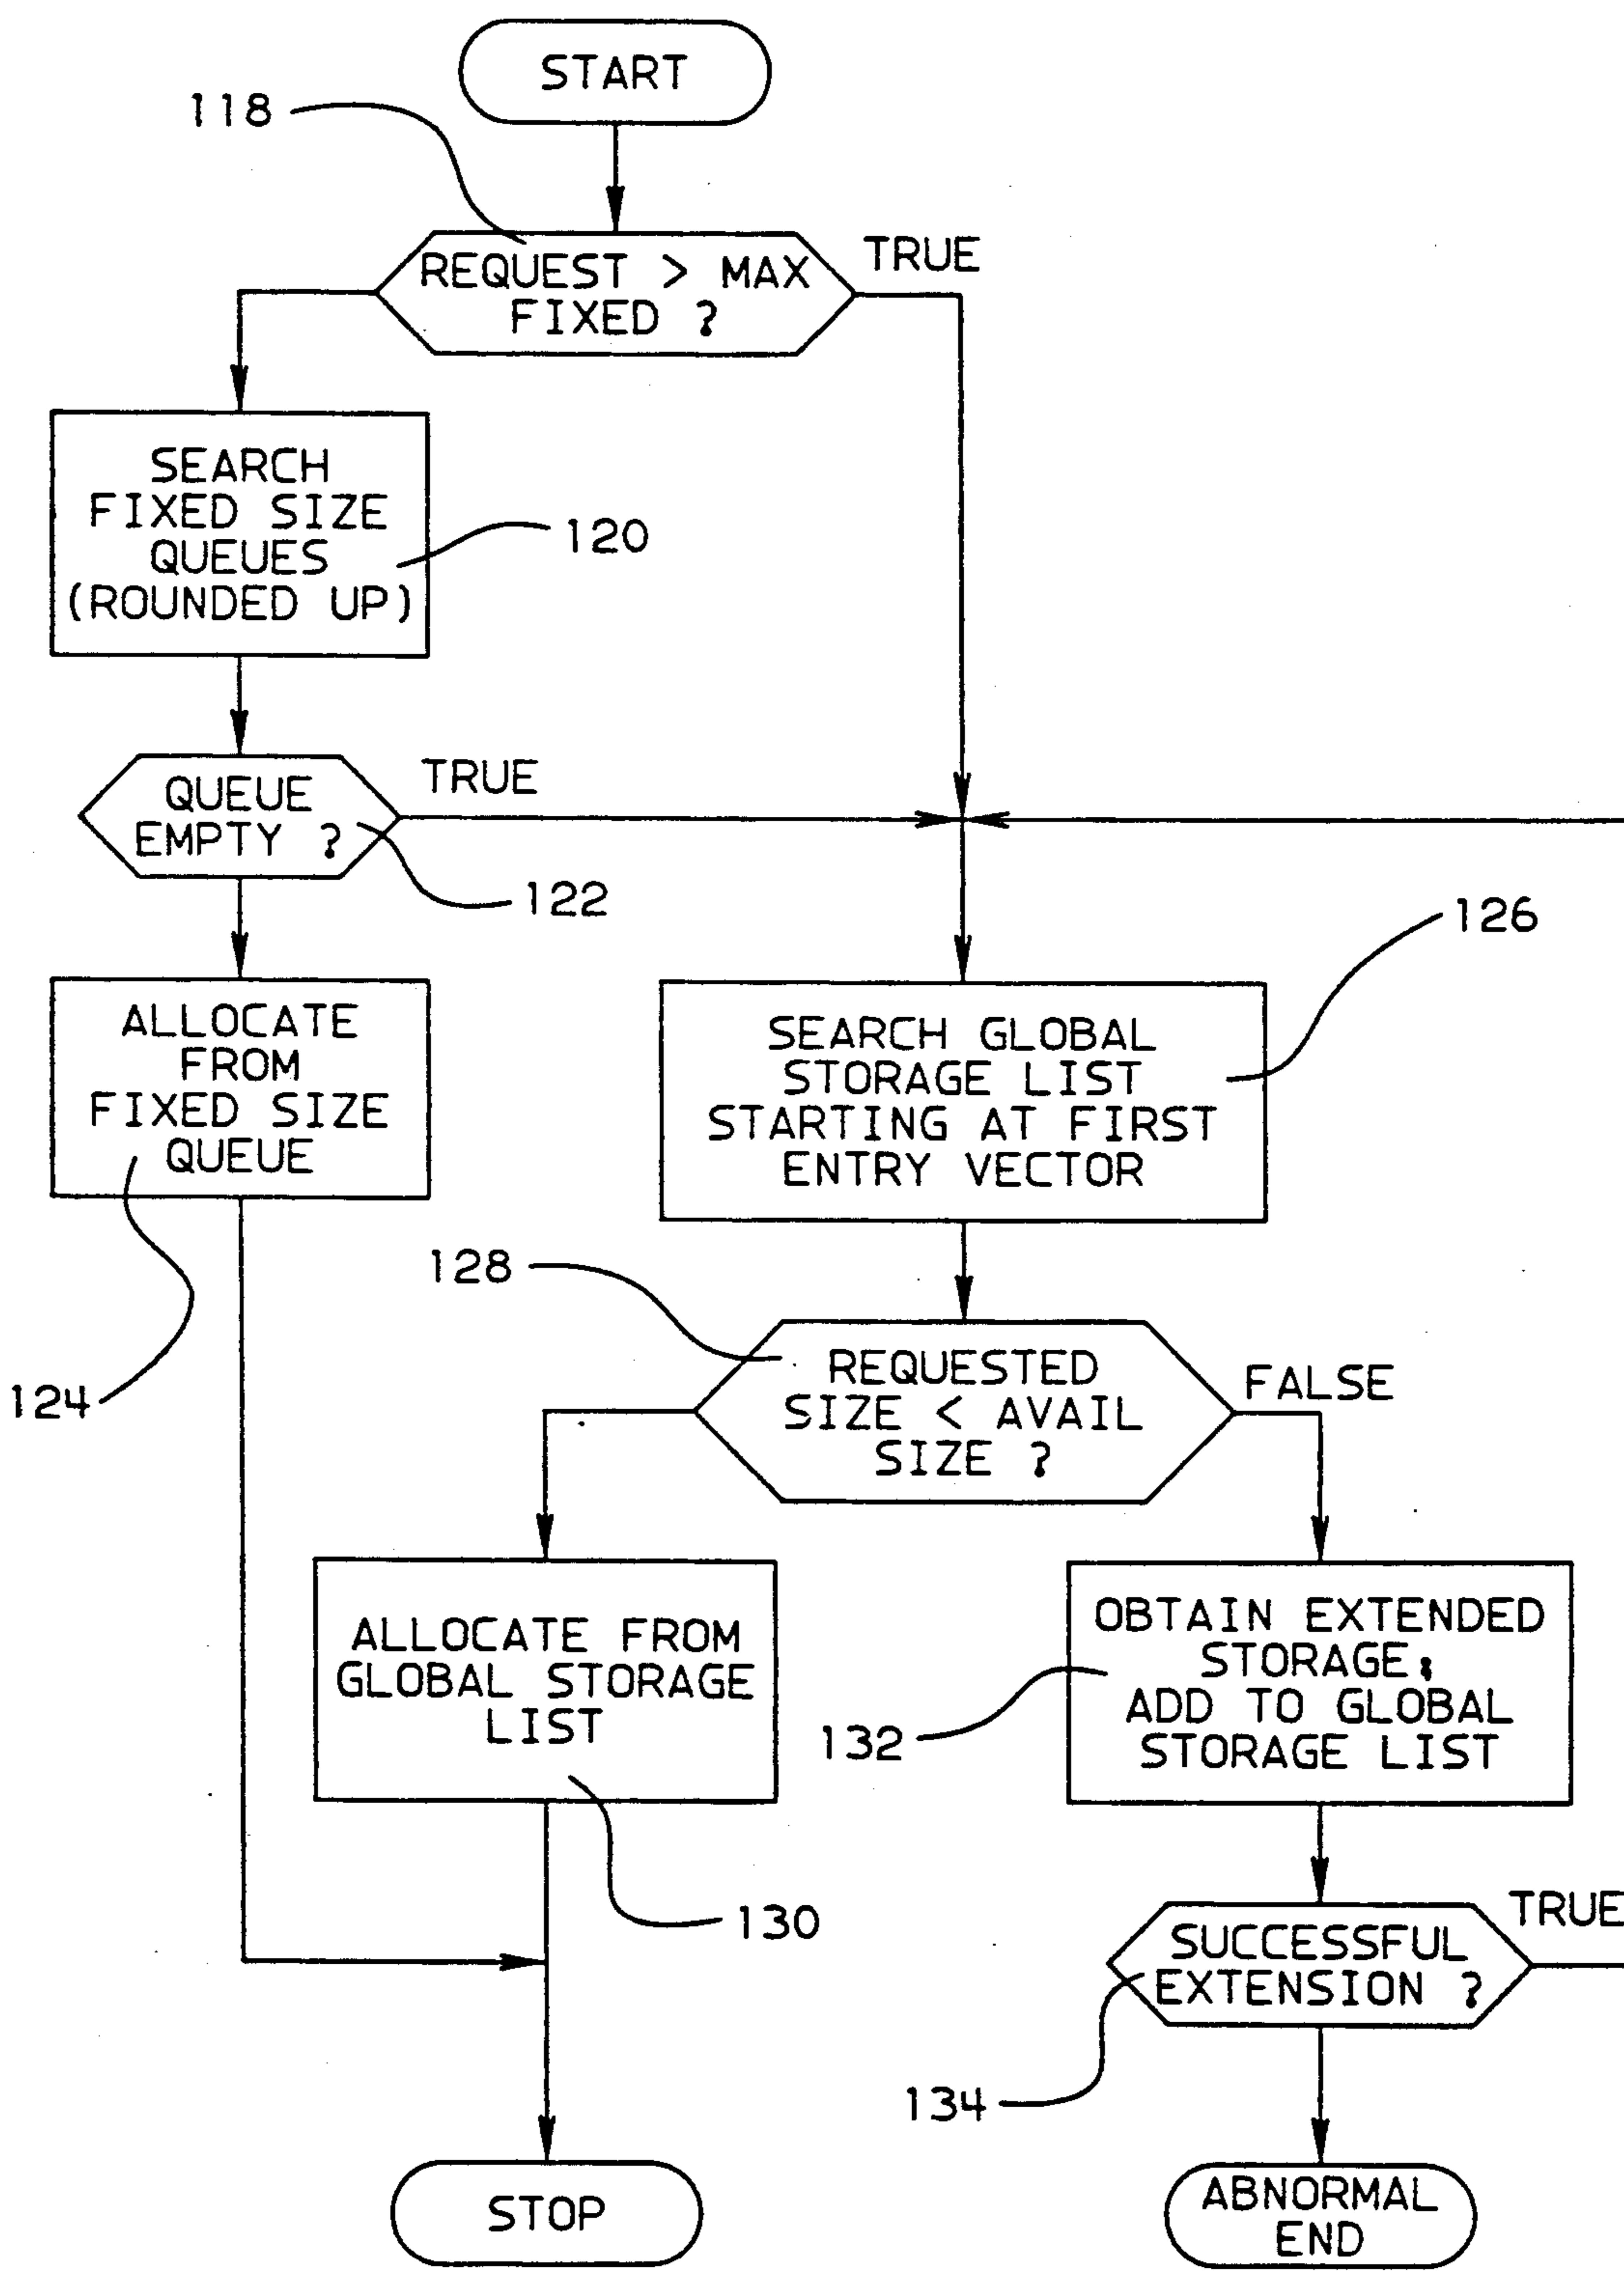 START
118
REQUEST > MAX
FIXED ?
TRUE
SEARCH
FIXED SIZE
QUEUES
(ROUNDED UP)
120
QUEUE
EMPTY ?
TRUE
122
126
ALLOCATE
FROM
FIXED SIZE
QUEUE
124
SEARCH GLOBAL
STORAGE LIST
STARTING AT FIRST
ENTRY VECTOR
128
REQUESTED
SIZE < AVAIL
SIZE ?
FALSE
ALLOCATE FROM
GLOBAL STORAGE
LIST
130
OBTAIN EXTENDED
STORAGE;
ADD TO GLOBAL
STORAGE LIST
132
SUCCESSFUL
EXTENSION ?
TRUE
134
STOP
ABNORMAL
END